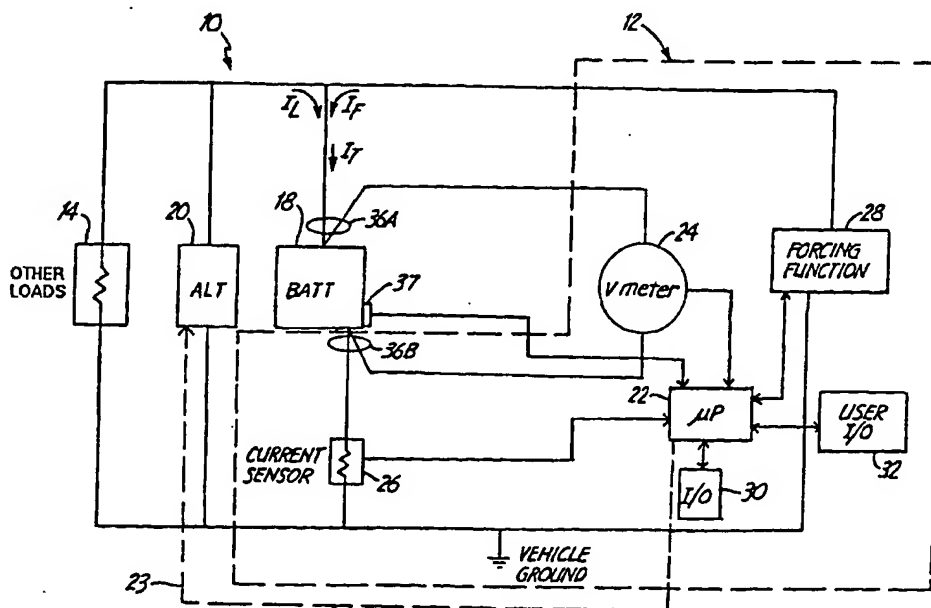 10
12
I_L
I_F
I_T
14
20
18
36A
24
28
OTHER LOADS
ALT
BATT
37
V meter
FORCING FUNCTION
36B
22
μP
USER I/O
32
CURRENT SENSOR
26
I/O
30
23
VEHICLE GROUND